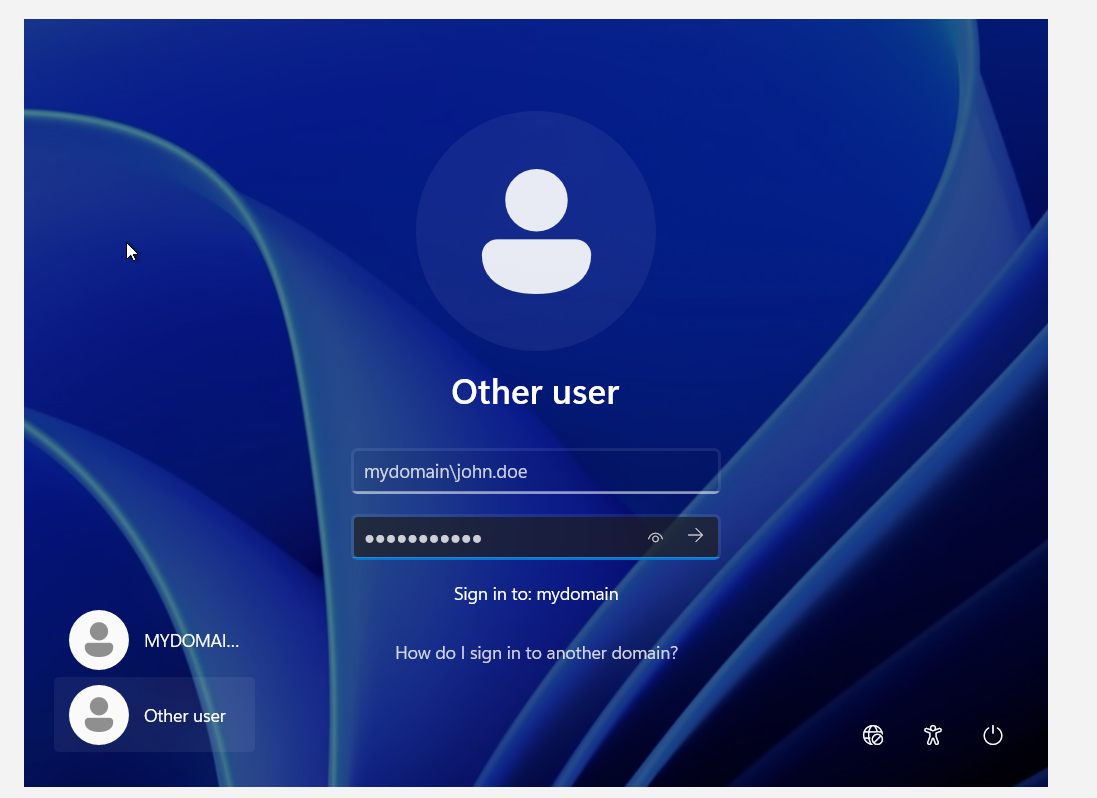 Other user
mydomain\john.doe
Sign in to: mydomain
How do I sign in to another domain?
MYDOMAI...
Other user